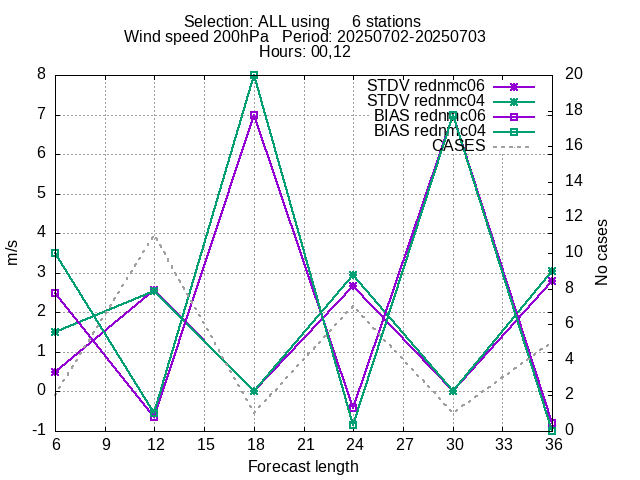 Selection: ALL using 6 stations
Wind speed 200hPa Period: 20250702-20250703
Hours: 00,12
STDV rednmc06
STDV rednmc04
BIAS rednmc06
BIAS rednmc04
CASES
m/s
No cases
8
7
6
5
4
3
2
1
0
-1
20
18
16
14
12
10
8
6
4
2
0
6 9 12 15 18 21 24 27 30 33 36
Forecast length